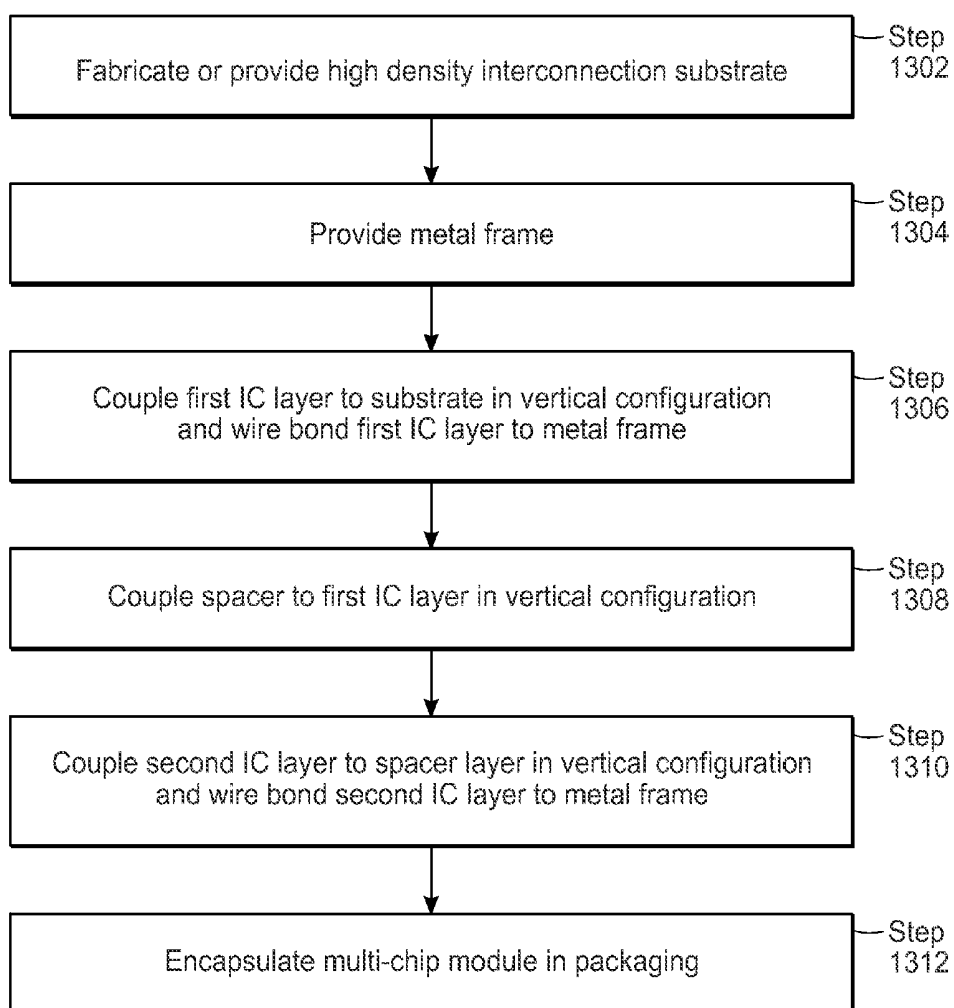 Fabricate or provide high density interconnection substrate
Step
1302
Provide metal frame
Step
1304
Couple first IC layer to substrate in vertical configuration
and wire bond first IC layer to metal frame
Step
1306
Couple spacer to first IC layer in vertical configuration
Step
1308
Couple second IC layer to spacer layer in vertical configuration
and wire bond second IC layer to metal frame
Step
1310
Encapsulate multi-chip module in packaging
Step
1312